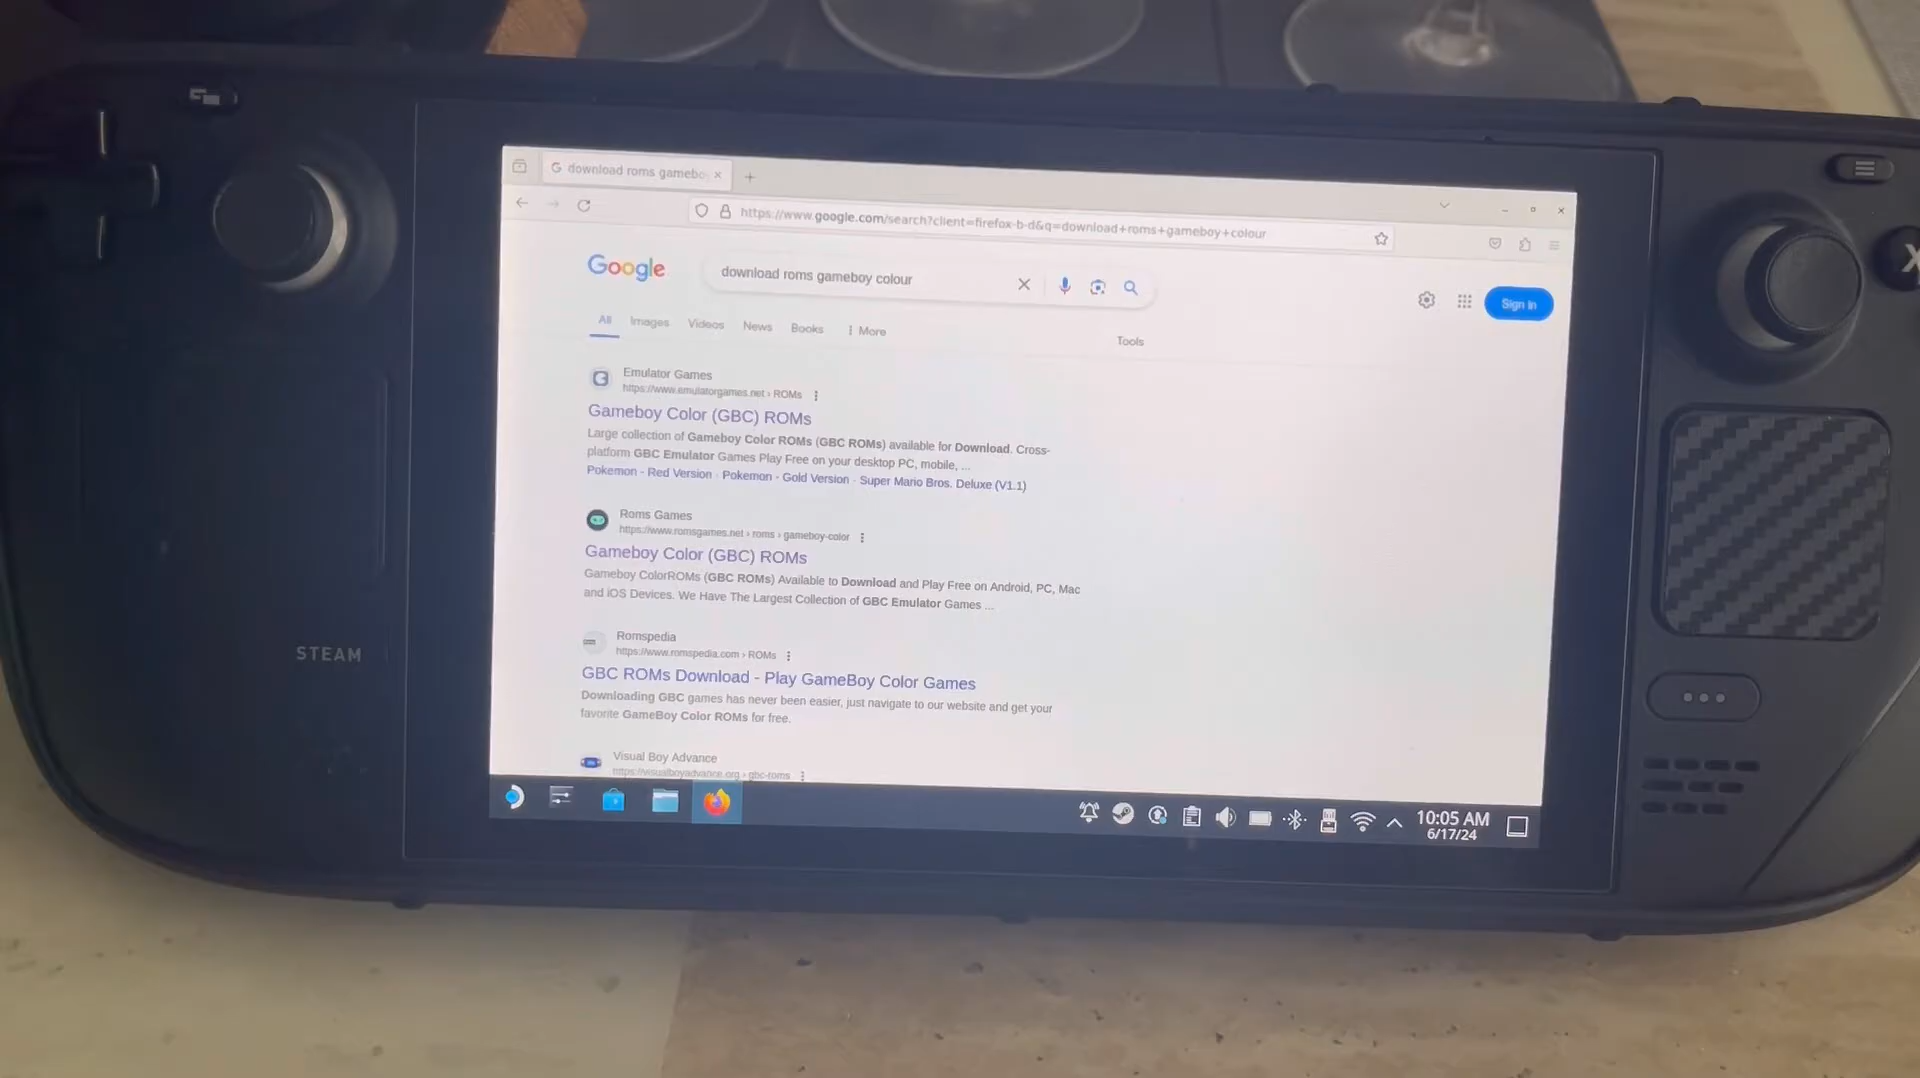 download roms gamebo
https://www.google.com/search?client=firefox-b-d&q=download+roms+gameboy+colour
Google
download roms gameboy colour
Sign in
All
Images
Videos
News
Books
More
Tools
Emulator Games
https://www.emulatorgames.net › ROMs
Gameboy Color (GBC) ROMs
Large collection of Gameboy Color ROMs (GBC ROMs) available for Download. Cross-
platform GBC Emulator Games Play Free on your desktop PC, mobile, ...
Pokemon - Red Version · Pokemon - Gold Version · Super Mario Bros. Deluxe (V1.1)
Roms Games
https://www.romsgames.net › roms › gameboy-color
Gameboy Color (GBC) ROMs
Gameboy ColorROMs (GBC ROMs) Available to Download and Play Free on Android, PC, Mac
and iOS Devices. We Have The Largest Collection of GBC Emulator Games ...
Romspedia
https://www.romspedia.com › ROMs
GBC ROMs Download - Play GameBoy Color Games
Downloading GBC games has never been easier, just navigate to our website and get your
favorite GameBoy Color ROMs for free.
Visual Boy Advance
https://visualboyadvance.org › gbc-roms
10:05 AM
6/17/24
STEAM
X